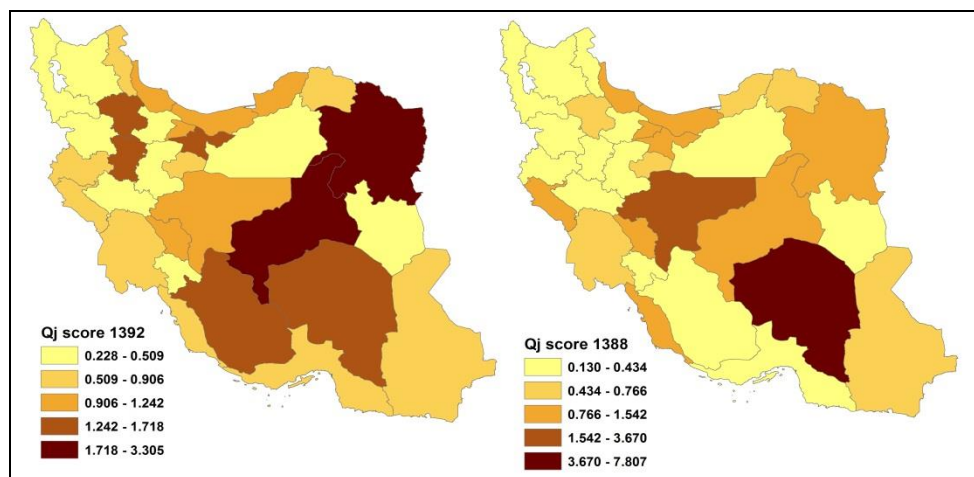 Qj score 1392
0.228 - 0.509
0.509 - 0.906
0.906 - 1.242
1.242 - 1.718
1.718 - 3.305
Qj score 1388
0.130 - 0.434
0.434 - 0.766
0.766 - 1.542
1.542 - 3.670
3.670 - 7.807